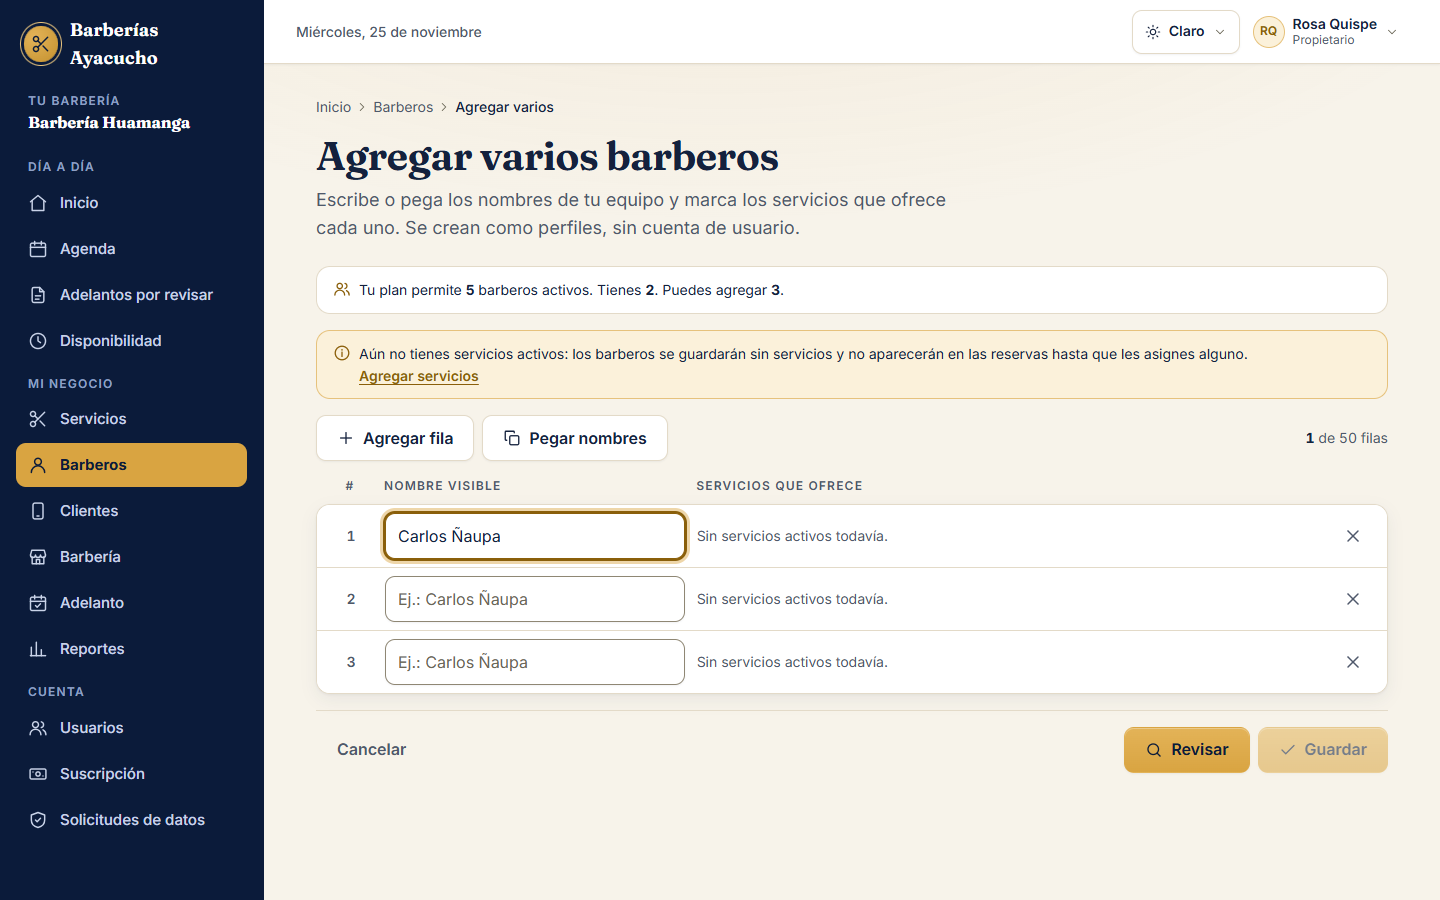 Barberías
Ayacucho
TU BARBERÍA
Barbería Huamanga
DÍA A DÍA
Inicio
Agenda
Adelantos por revisar
Disponibilidad
MI NEGOCIO
Servicios
Barberos
Clientes
Barbería
Adelanto
Reportes
CUENTA
Usuarios
Suscripción
Solicitudes de datos
Miércoles, 25 de noviembre
Claro
RQ
Rosa Quispe
Propietario
Inicio > Barberos > Agregar varios
Agregar varios barberos
Escribe o pega los nombres de tu equipo y marca los servicios que ofrece
cada uno. Se crean como perfiles, sin cuenta de usuario.
Tu plan permite 5 barberos activos. Tienes 2. Puedes agregar 3.
Aún no tienes servicios activos: los barberos se guardarán sin servicios y no aparecerán en las reservas hasta que les asignes alguno.
Agregar servicios
Agregar fila
Pegar nombres
1 de 50 filas
# NOMBRE VISIBLE SERVICIOS QUE OFRECE
1 Carlos Ñaupa Sin servicios activos todavía.
2 Ej.: Carlos Ñaupa Sin servicios activos todavía.
3 Ej.: Carlos Ñaupa Sin servicios activos todavía.
Cancelar
Revisar
Guardar